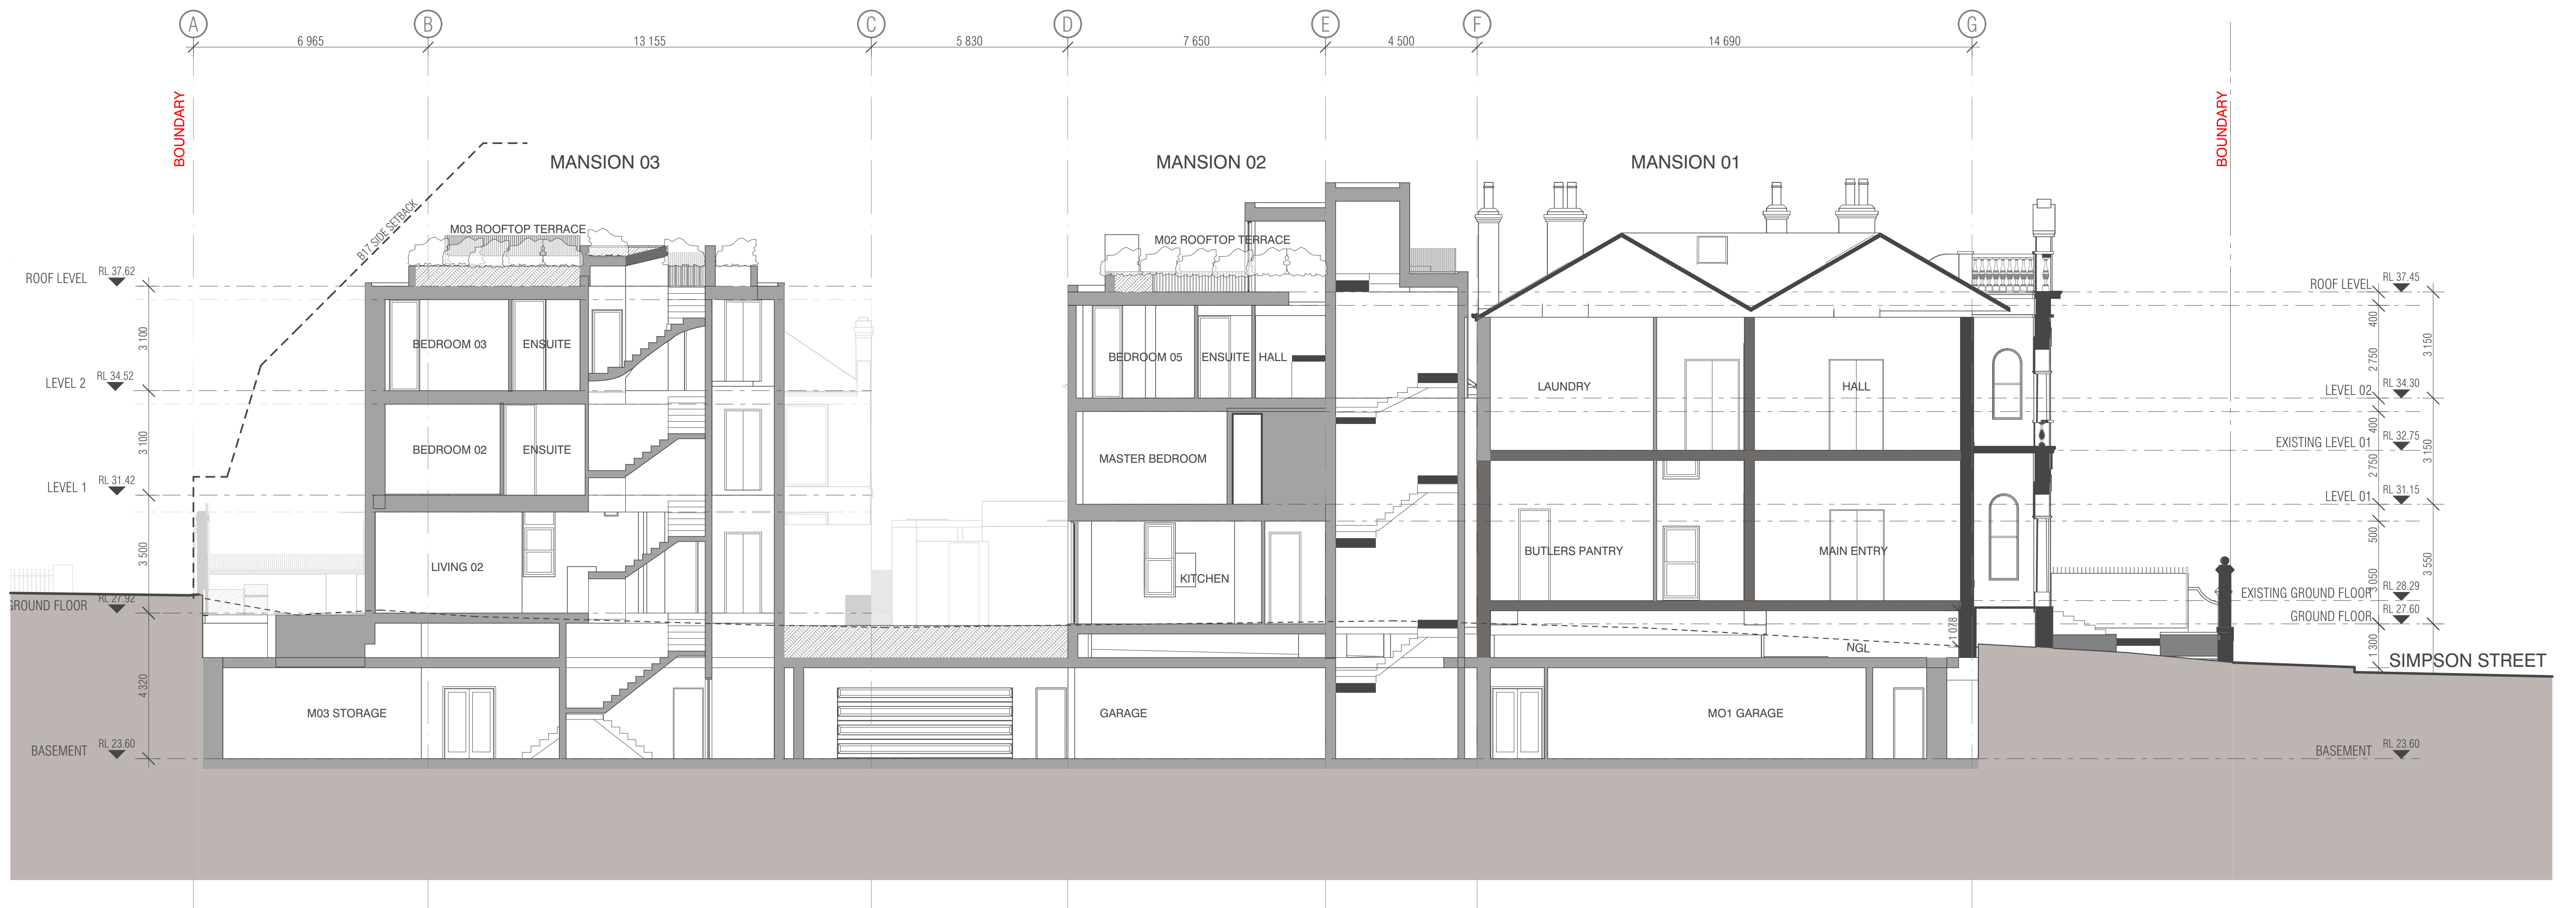 A
B
C
D
E
F
G
6 965
13 155
5 830
7 650
4 500
14 690
BOUNDARY
BOUNDARY
MANSION 03
MANSION 02
MANSION 01
B17 SIDE SETBACK
M03 ROOFTOP TERRACE
M02 ROOFTOP TERRACE
ROOF LEVEL
RL 37.62
3 100
LEVEL 2
RL 34.52
3 100
LEVEL 1
RL 31.42
3 500
GROUND FLOOR
RL 27.92
4 320
BASEMENT
RL 23.60
BEDROOM 03
ENSUITE
BEDROOM 02
ENSUITE
LIVING 02
M03 STORAGE
BEDROOM 05
ENSUITE
HALL
MASTER BEDROOM
KITCHEN
GARAGE
LAUNDRY
HALL
BUTLERS PANTRY
MAIN ENTRY
1 078
NGL
MO1 GARAGE
ROOF LEVEL
RL 37.45
400
2 750
3 150
LEVEL 02
RL 34.30
400
EXISTING LEVEL 01
RL 32.75
2 750
3 150
LEVEL 01
RL 31.15
500
3 050
3 550
EXISTING GROUND FLOOR
RL 28.29
GROUND FLOOR
RL 27.60
1 300
SIMPSON STREET
BASEMENT
RL 23.60